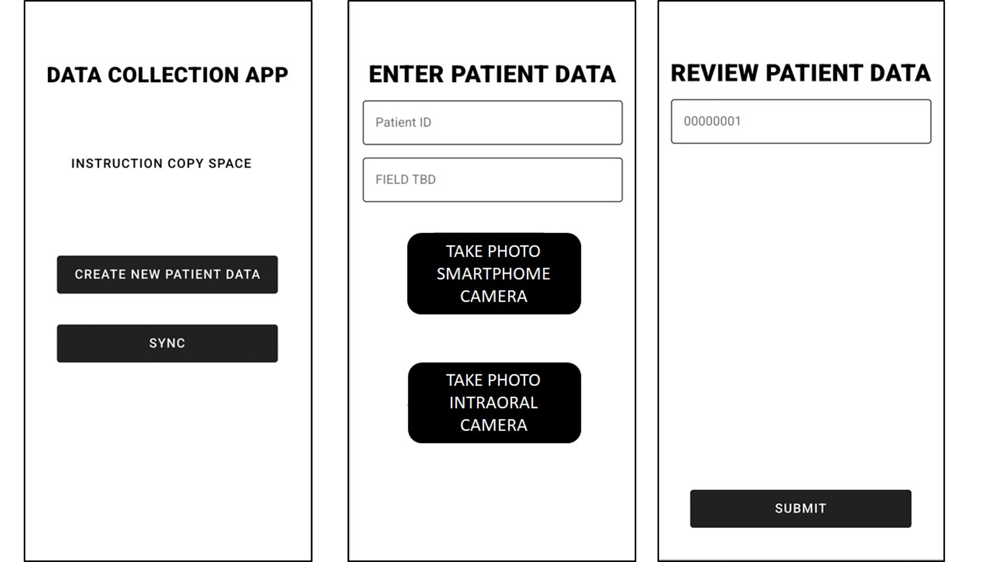 DATA COLLECTION APP
INSTRUCTION COPY SPACE
CREATE NEW PATIENT DATA
SYNC
ENTER PATIENT DATA
Patient ID
FIELD TBD
TAKE PHOTO
SMARTPHOME
CAMERA
TAKE PHOTO
INTRAORAL
CAMERA
REVIEW PATIENT DATA
00000001
SUBMIT